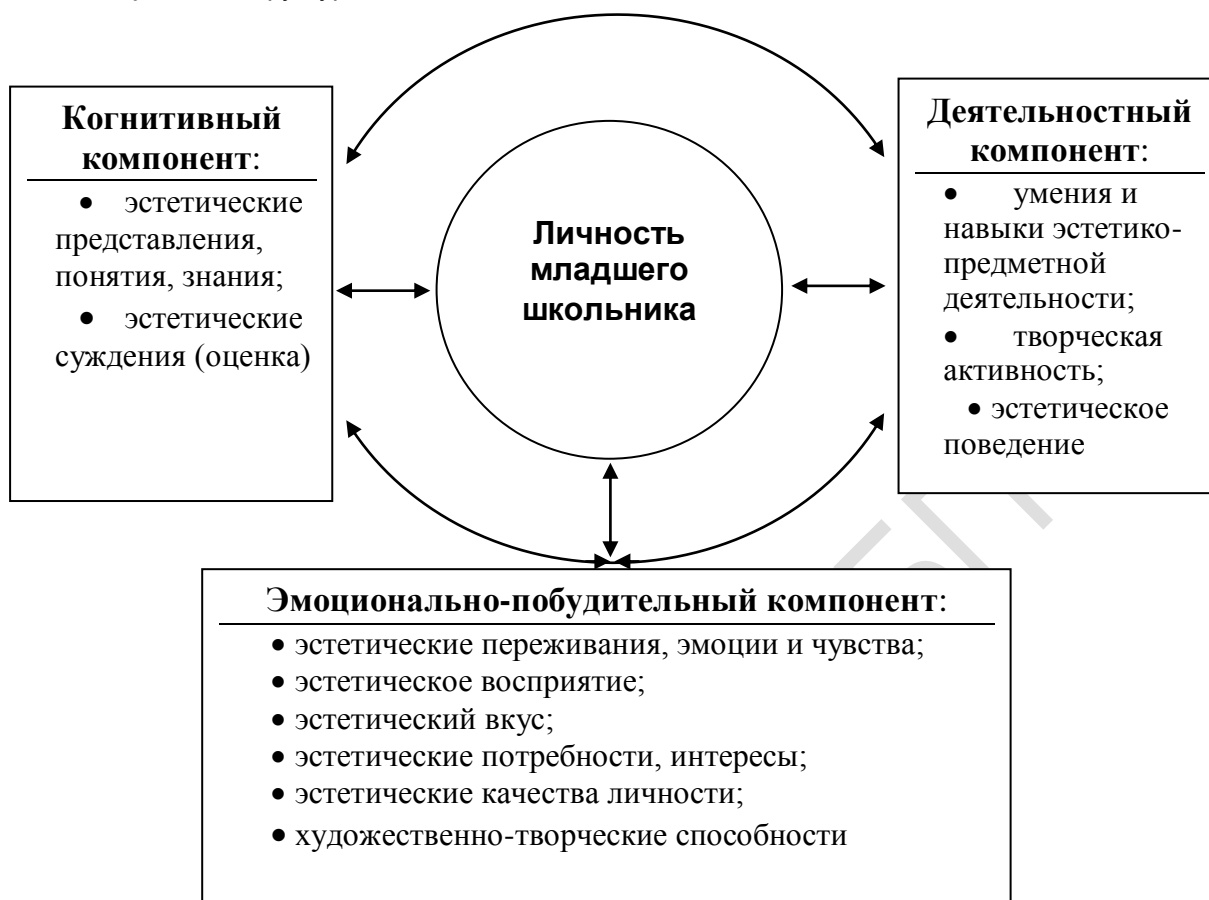 Когнитивный
компонент:
• эстетические
представления,
понятия, знания;
• эстетические
суждения (оценка)
Личность
младшего
школьника
Деятельностный
компонент:
• умения и
навыки эстетико-
предметной
деятельности;
• творческая
активность;
• эстетическое
поведение
Эмоционально-побудительный компонент:
• эстетические переживания, эмоции и чувства;
• эстетическое восприятие;
• эстетический вкус;
• эстетические потребности, интересы;
• эстетические качества личности;
• художественно-творческие способности